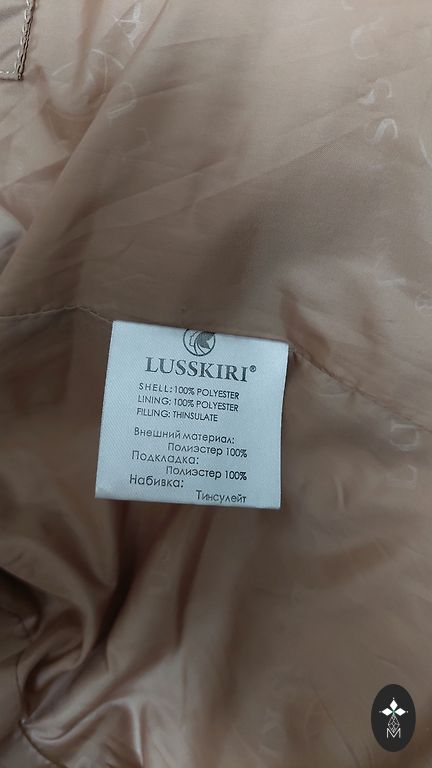 LUSSKIRI®
SHELL: 100% POLYESTER
LINING: 100% POLYESTER
FILLING: THINSULATE
Внешний материал:
Полиэстер 100%
Подкладка:
Полиэстер 100%
Набивка:
Тинсулейт
M